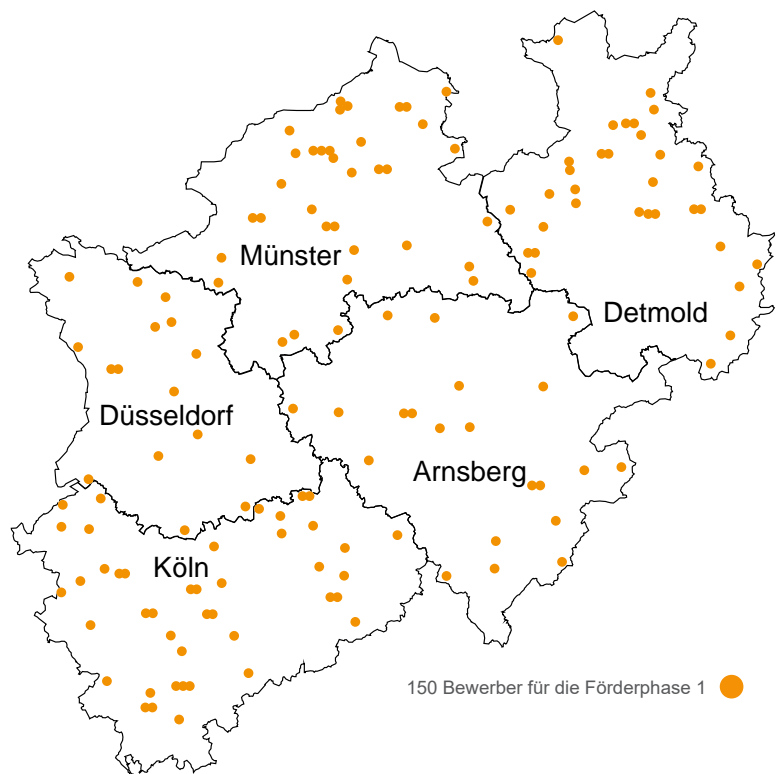 Münster
Detmold
Düsseldorf
Arnsberg
Köln
150 Bewerber für die Förderphase 1